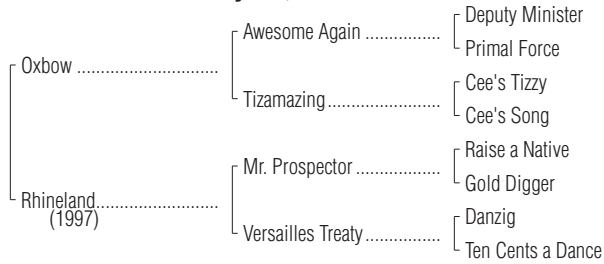 Deputy Minister
Awesome Again ..................
Primal Force
Oxbow ..............................
Cee's Tizzy
Tizamazing ...........................
Cee's Song
Raise a Native
Mr. Prospector ....................
Gold Digger
Rhineland ..........................
(1997)
Danzig
Versailles Treaty ..................
Ten Cents a Dance